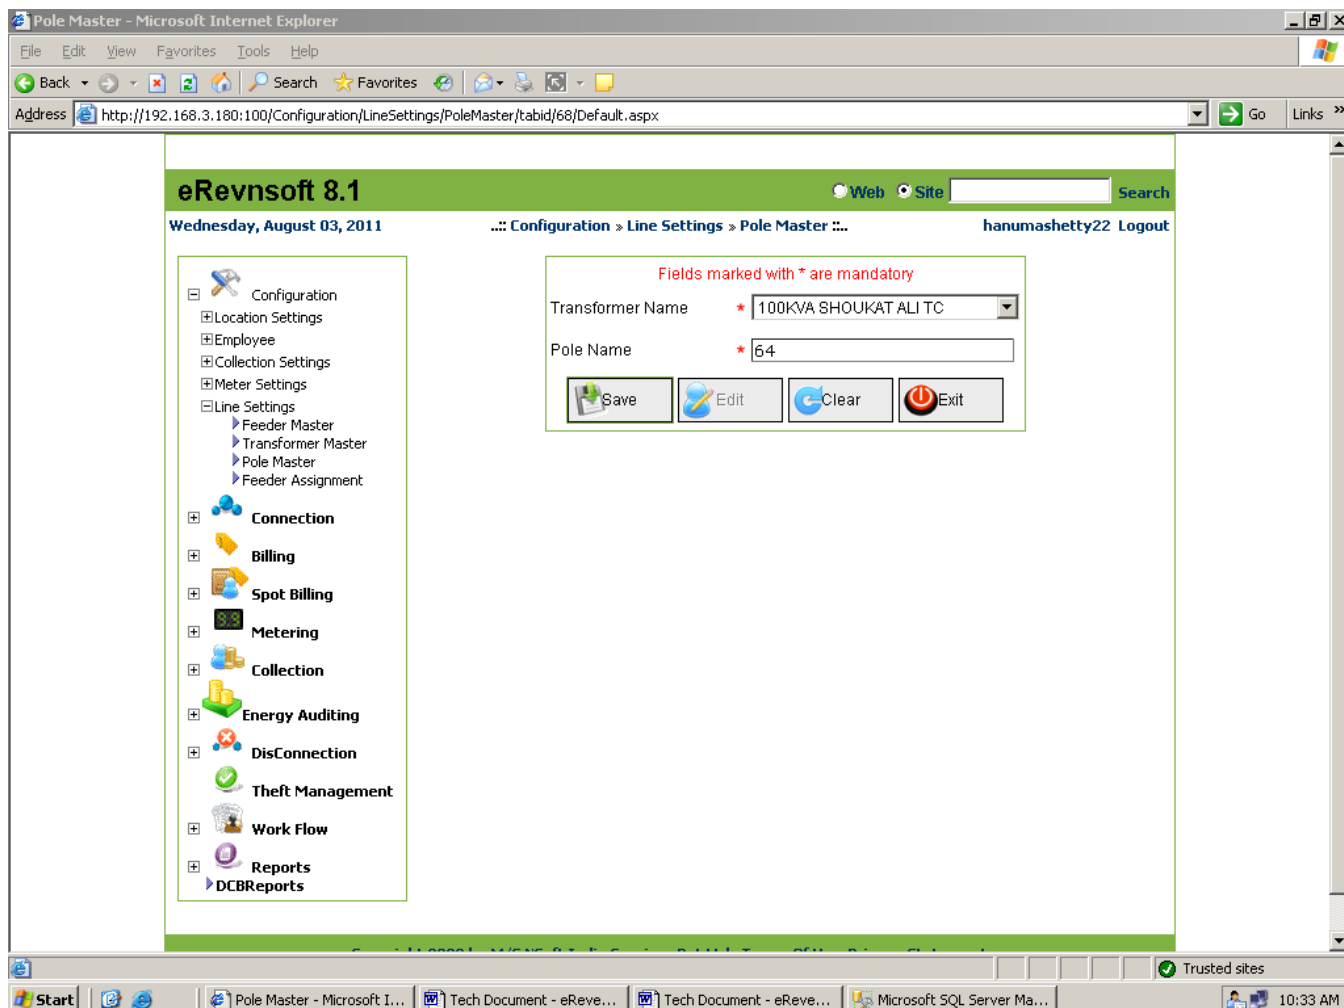 Pole Master - Microsoft Internet Explorer
File Edit View Favorites Tools Help
Back Search Favorites
Address http://192.168.3.180:100/Configuration/LineSettings/PoleMaster/tabid/68/Default.aspx Go Links »
eRevnsoft 8.1 Web Site Search
Wednesday, August 03, 2011 ..:: Configuration » Line Settings » Pole Master ::.. hanumashetty22 Logout
Fields marked with * are mandatory
Transformer Name * 100KVA SHOUKAT ALI TC
Pole Name * 64
Save Edit Clear Exit
Configuration
Location Settings
Employee
Collection Settings
Meter Settings
Line Settings
Feeder Master
Transformer Master
Pole Master
Feeder Assignment
Connection
Billing
Spot Billing
Metering
Collection
Energy Auditing
DisConnection
Theft Management
Work Flow
Reports
DCBReports
Trusted sites
Start Pole Master - Microsoft I... Tech Document - eReve... Tech Document - eReve... Microsoft SQL Server Ma... 10:33 AM